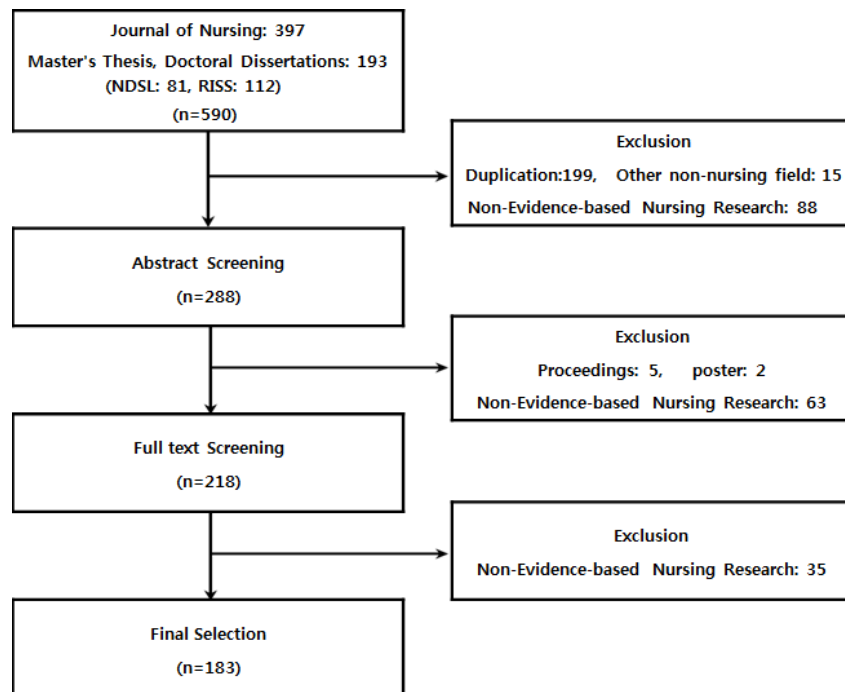 Journal of Nursing: 397
Master's Thesis, Doctoral Dissertations: 193
(NDSL: 81, RISS: 112)
(n=590)
Exclusion
Duplication:199, Other non-nursing field: 15
Non-Evidence-based Nursing Research: 88
Abstract Screening
(n=288)
Exclusion
Proceedings: 5, poster: 2
Non-Evidence-based Nursing Research: 63
Full text Screening
(n=218)
Exclusion
Non-Evidence-based Nursing Research: 35
Final Selection
(n=183)